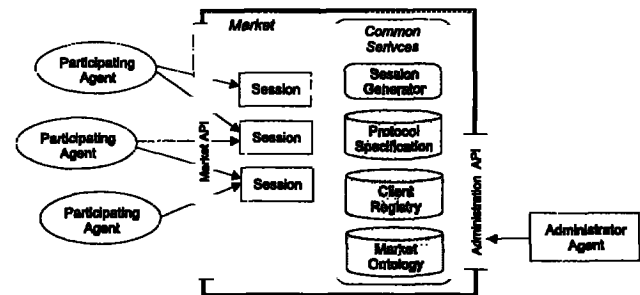 Market
Common
Serivces
Participating
Agent
Session
Generator
Session
Participating
Agent
Session
Market API
Protocol
Specification
Session
Client
Registry
Participating
Agent
Administration API
Administrator
Agent
Market
Ontology